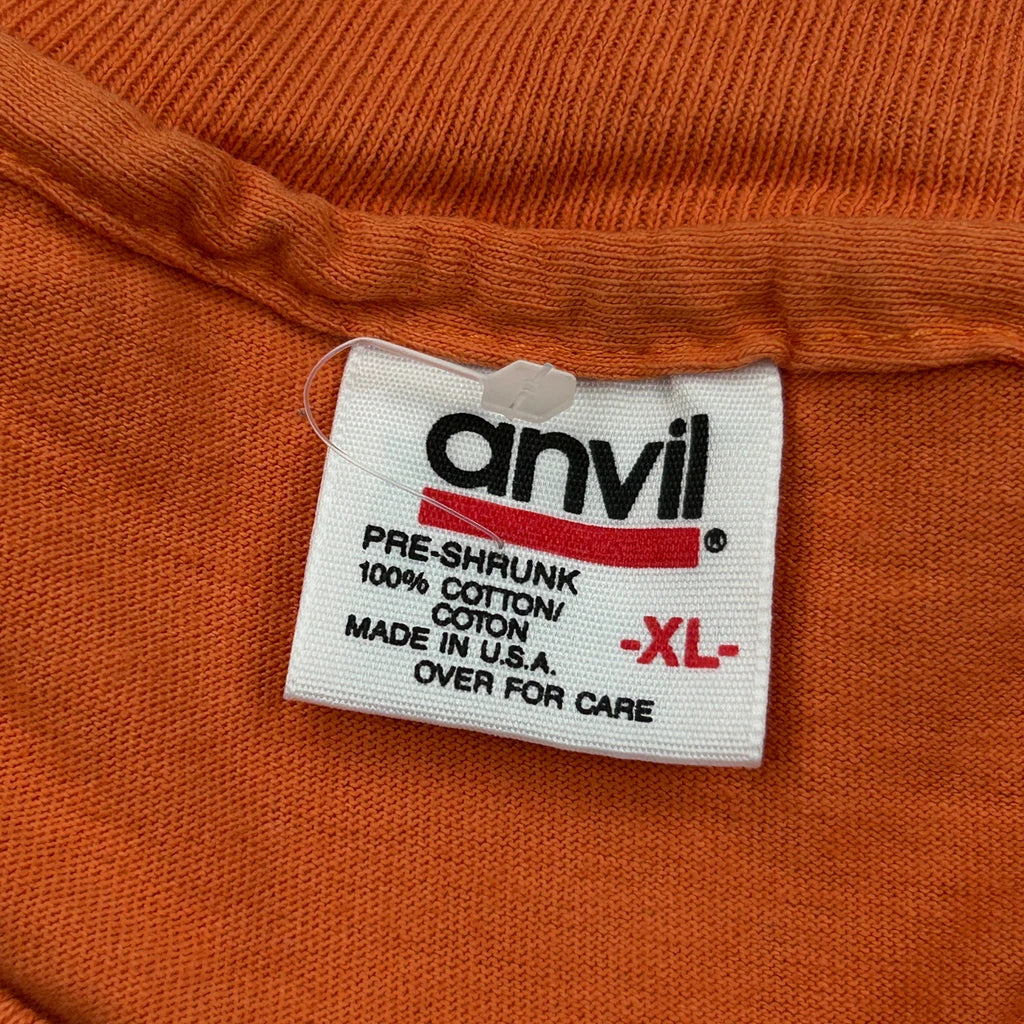 anvil®
PRE-SHRUNK
100% COTTON/
COTON
MADE IN U.S.A.
-XL-
OVER FOR CARE